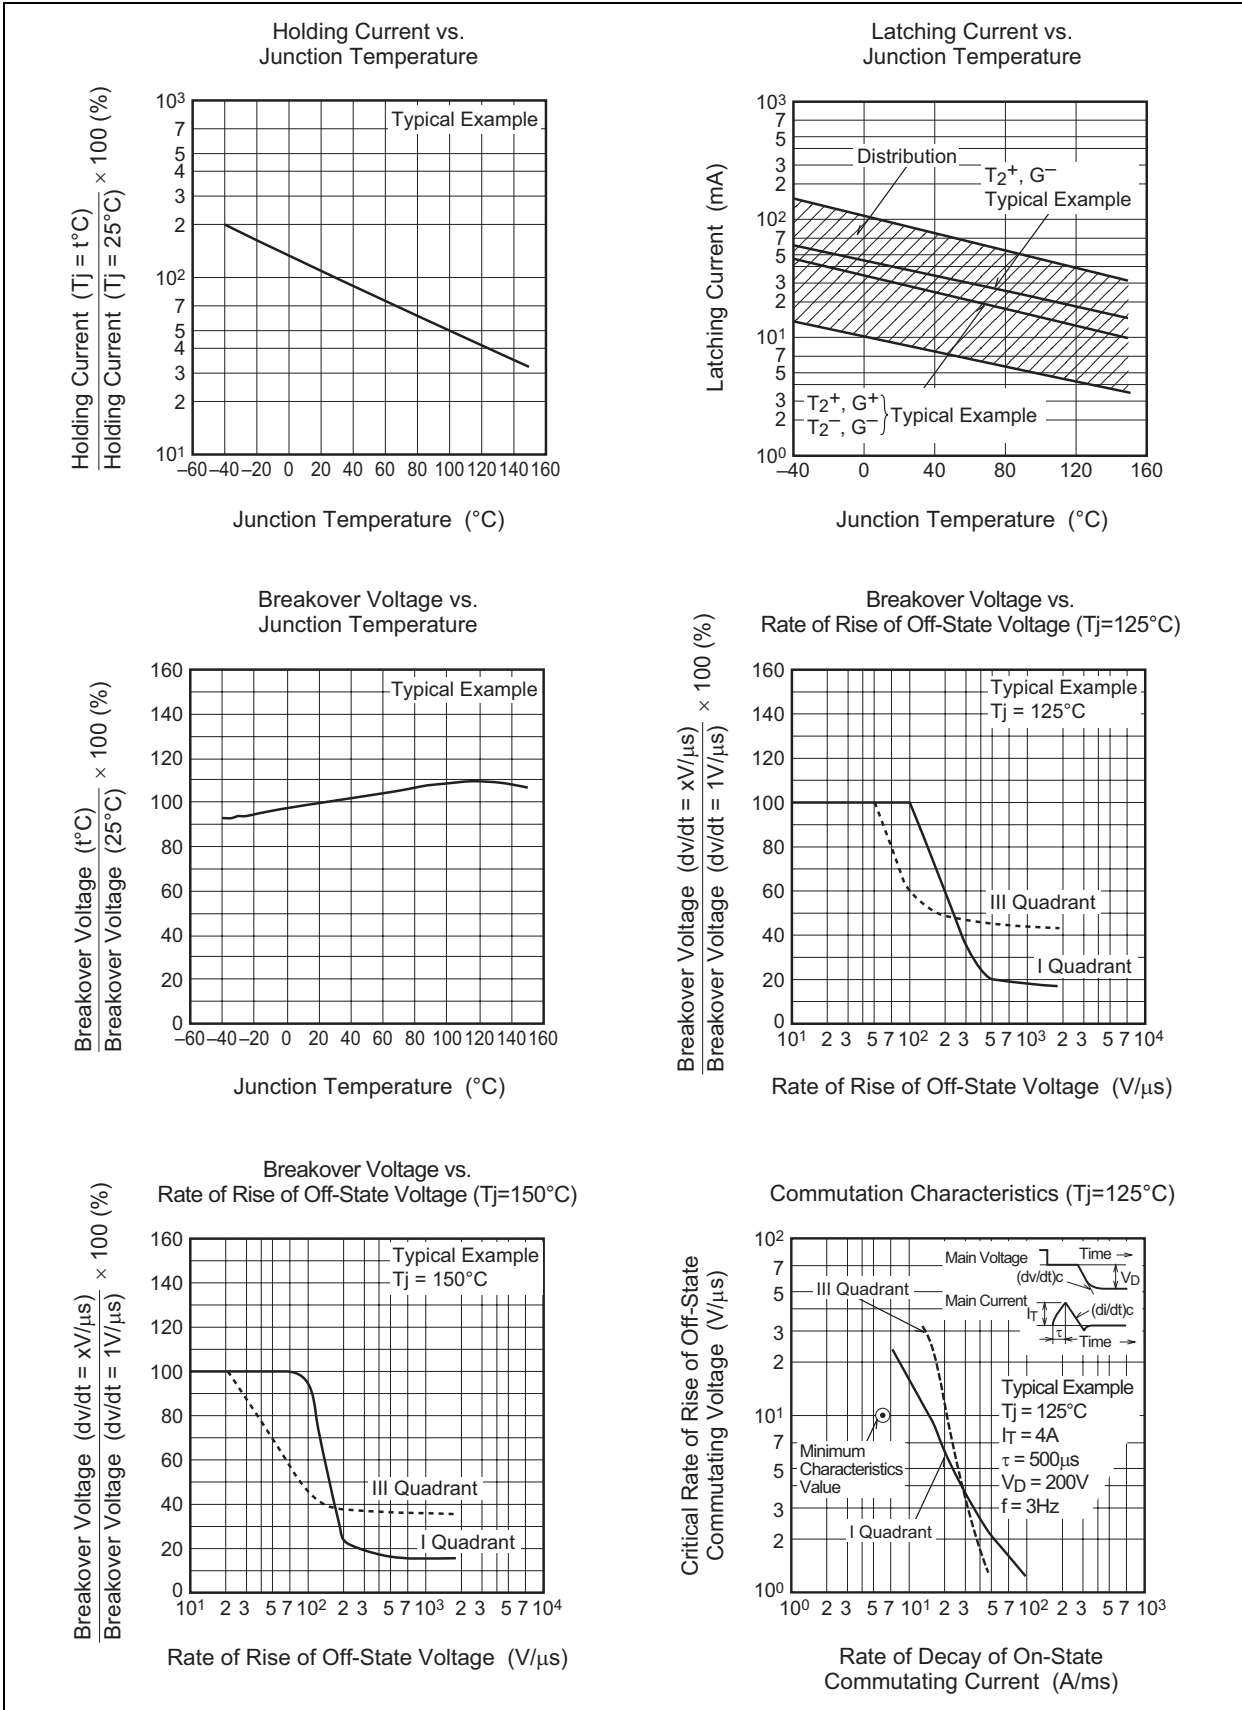 Holding Current vs.
Junction Temperature
Holding Current (Tj = t°C)
Holding Current (Tj = 25°C)
× 100 (%)
10³
7
5
4
3
2
10²
7
5
4
3
2
10¹
Typical Example
–60 –40 –20 0 20 40 60 80 100 120 140 160
Junction Temperature (°C)
Latching Current vs.
Junction Temperature
Latching Current (mA)
10³
7
5
3
2
10²
7
5
3
2
10¹
7
5
3
2
10⁰
Distribution
T₂⁺, G⁻
Typical Example
T₂⁺, G⁺
T₂⁻, G⁻
Typical Example
–40 0 40 80 120 160
Junction Temperature (°C)
Breakover Voltage vs.
Junction Temperature
Breakover Voltage (t°C)
Breakover Voltage (25°C)
× 100 (%)
160
140
120
100
80
60
40
20
0
Typical Example
–60 –40 –20 0 20 40 60 80 100 120 140 160
Junction Temperature (°C)
Breakover Voltage vs.
Rate of Rise of Off-State Voltage (Tj=125°C)
Breakover Voltage (dv/dt = xV/μs)
Breakover Voltage (dv/dt = 1V/μs)
× 100 (%)
160
140
120
100
80
60
40
20
0
Typical Example
Tj = 125°C
III Quadrant
I Quadrant
10¹ 2 3 5 7 10² 2 3 5 7 10³ 2 3 5 7 10⁴
Rate of Rise of Off-State Voltage (V/μs)
Breakover Voltage vs.
Rate of Rise of Off-State Voltage (Tj=150°C)
Breakover Voltage (dv/dt = xV/μs)
Breakover Voltage (dv/dt = 1V/μs)
× 100 (%)
160
140
120
100
80
60
40
20
0
Typical Example
Tj = 150°C
III Quadrant
I Quadrant
10¹ 2 3 5 7 10² 2 3 5 7 10³ 2 3 5 7 10⁴
Rate of Rise of Off-State Voltage (V/μs)
Commutation Characteristics (Tj=125°C)
Critical Rate of Rise of Off-State
Commutating Voltage (V/μs)
10²
7
5
3
2
10¹
7
5
3
2
10⁰
Main Voltage
Time
(dv/dt)c
VD
III Quadrant
Main Current
IT
(di/dt)c
τ
Time
Typical Example
Tj = 125°C
IT = 4A
τ = 500μs
VD = 200V
f = 3Hz
Minimum
Characteristics
Value
I Quadrant
10⁰ 2 3 5 7 10¹ 2 3 5 7 10² 2 3 5 7 10³
Rate of Decay of On-State
Commutating Current (A/ms)